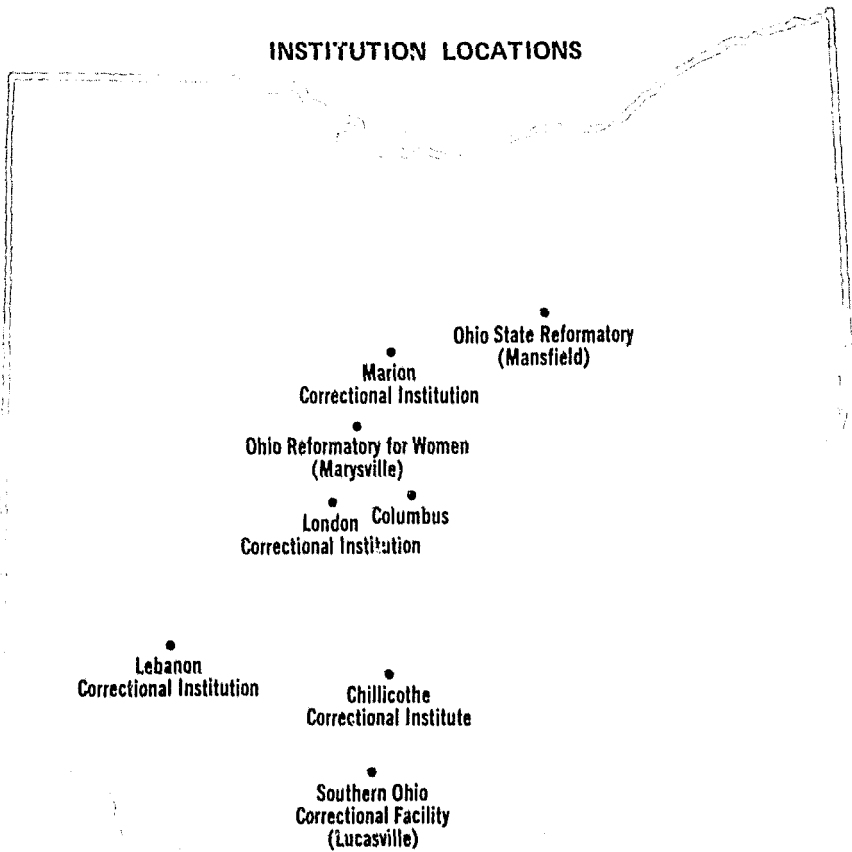 INSTITUTION LOCATIONS
Ohio State Reformatory
(Mansfield)
Marion
Correctional Institution
Ohio Reformatory for Women
(Marysville)
London
Correctional Institution
Columbus
Lebanon
Correctional Institution
Chillicothe
Correctional Institute
Southern Ohio
Correctional Facility
(Lucasville)